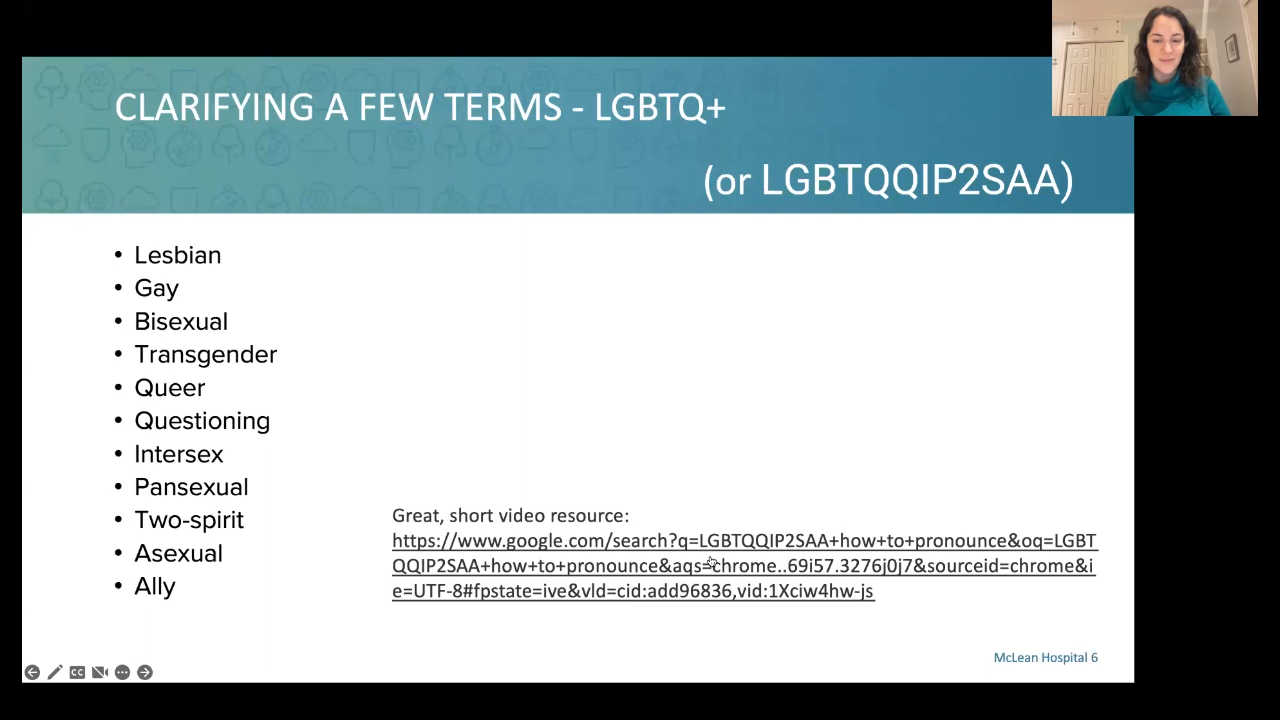 CLARIFYING A FEW TERMS - LGBTQ+
(or LGBTQQIP2SAA)
• Lesbian
• Gay
• Bisexual
• Transgender
• Queer
• Questioning
• Intersex
• Pansexual
• Two-spirit
• Asexual
• Ally
Great, short video resource:
https://www.google.com/search?q=LGBTQQIP2SAA+how+to+pronounce&oq=LGBT
QQIP2SAA+how+to+pronounce&aqs=chrome..69i57.3276j0j7&sourceid=chrome&i
e=UTF-8#fpstate=ive&vld=cid:add96836,vid:1Xciw4hw-js
McLean Hospital 6
CC